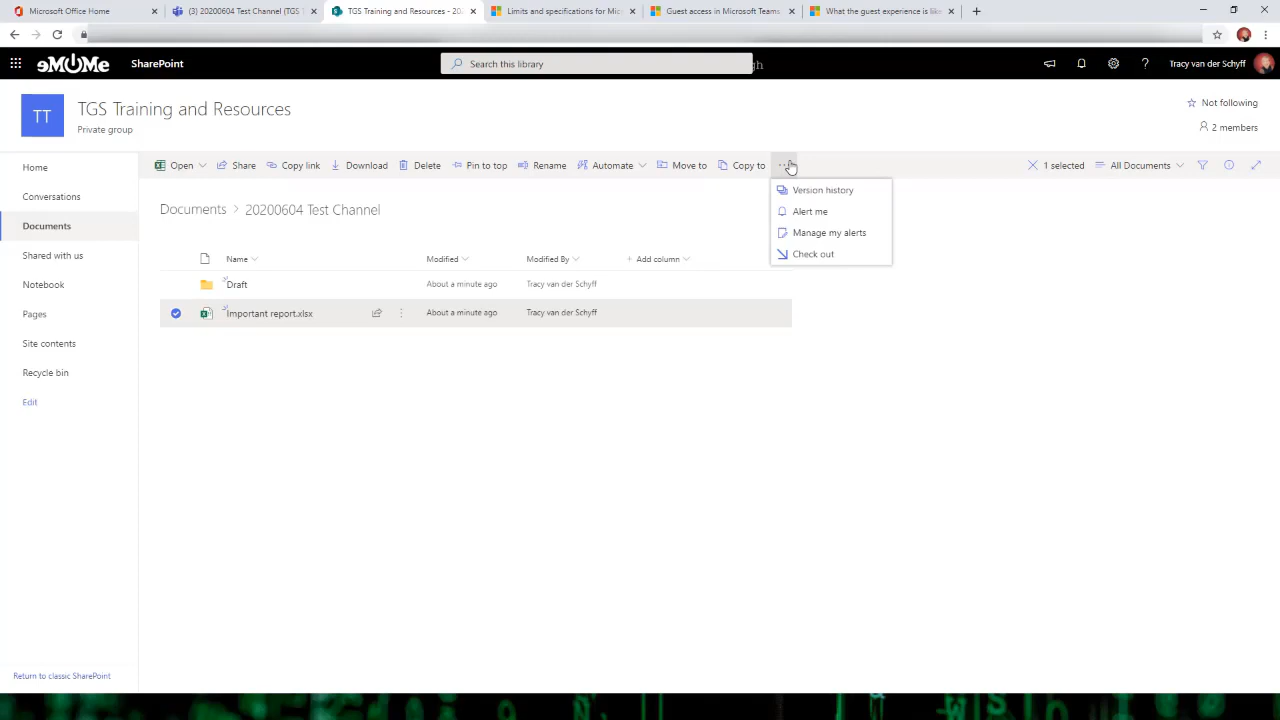 Microsoft Office Home
(3) 20200604 Test Channel (TGS T
TGS Training and Resources - 202
Limits and specifications for Mic
Guest access in Microsoft Teams
What the guest experience is like
eMOMe
SharePoint
Search this library
gh
Tracy van der Schyff
TT
TGS Training and Resources
Private group
Not following
2 members
Open
Share
Copy link
Download
Delete
Pin to top
Rename
Automate
Move to
Copy to
1 selected
All Documents
Version history
Alert me
Manage my alerts
Check out
Home
Conversations
Documents
Shared with us
Notebook
Pages
Site contents
Recycle bin
Edit
Return to classic SharePoint
Documents > 20200604 Test Channel
Name
Modified
Modified By
+ Add column
Draft
About a minute ago
Tracy van der Schyff
Important report.xlsx
About a minute ago
Tracy van der Schyff